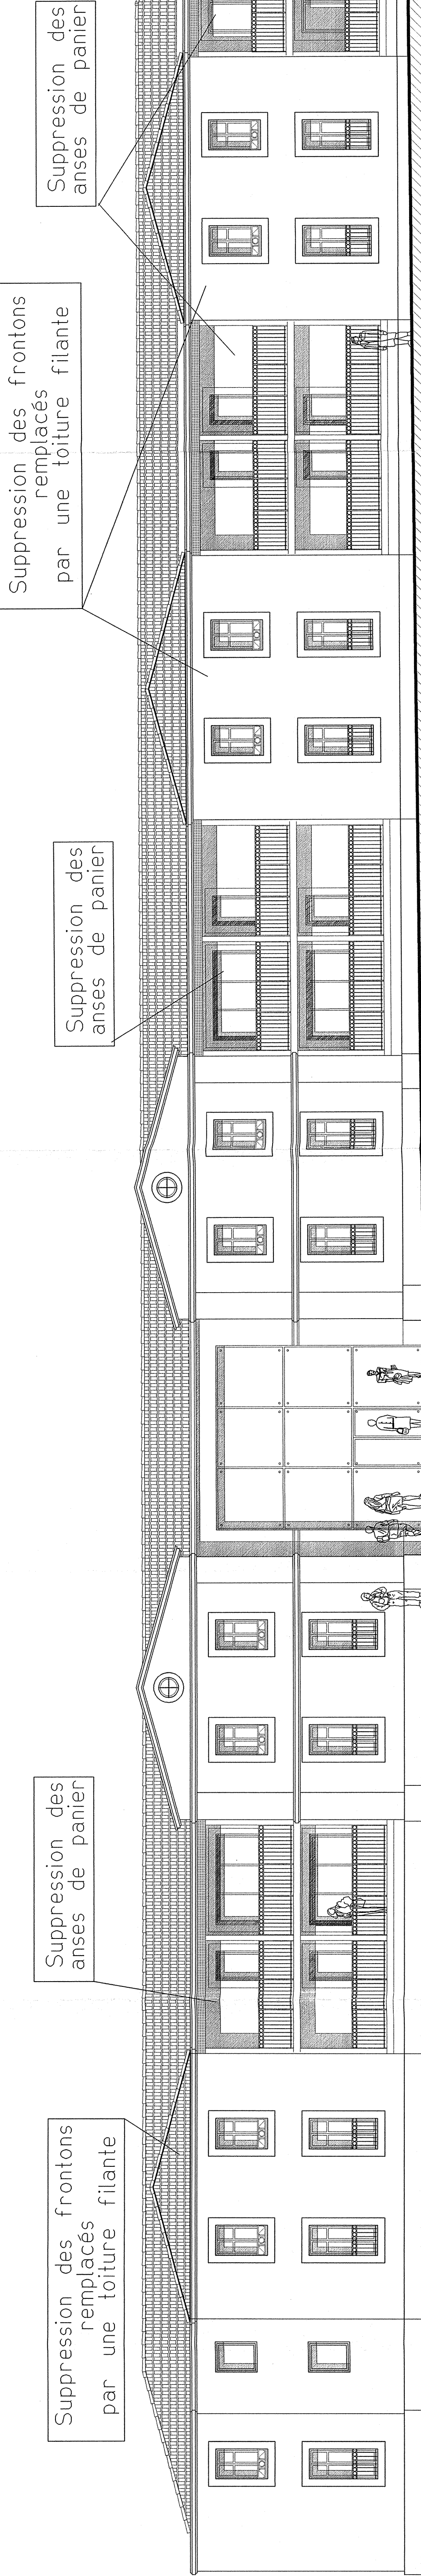 Suppression des frontons
remplacés
par une toiture filante
Suppression des
anses de panier
Suppression des
anses de panier
Suppression des frontons
remplacés
par une toiture filante
Suppression des
anses de panier